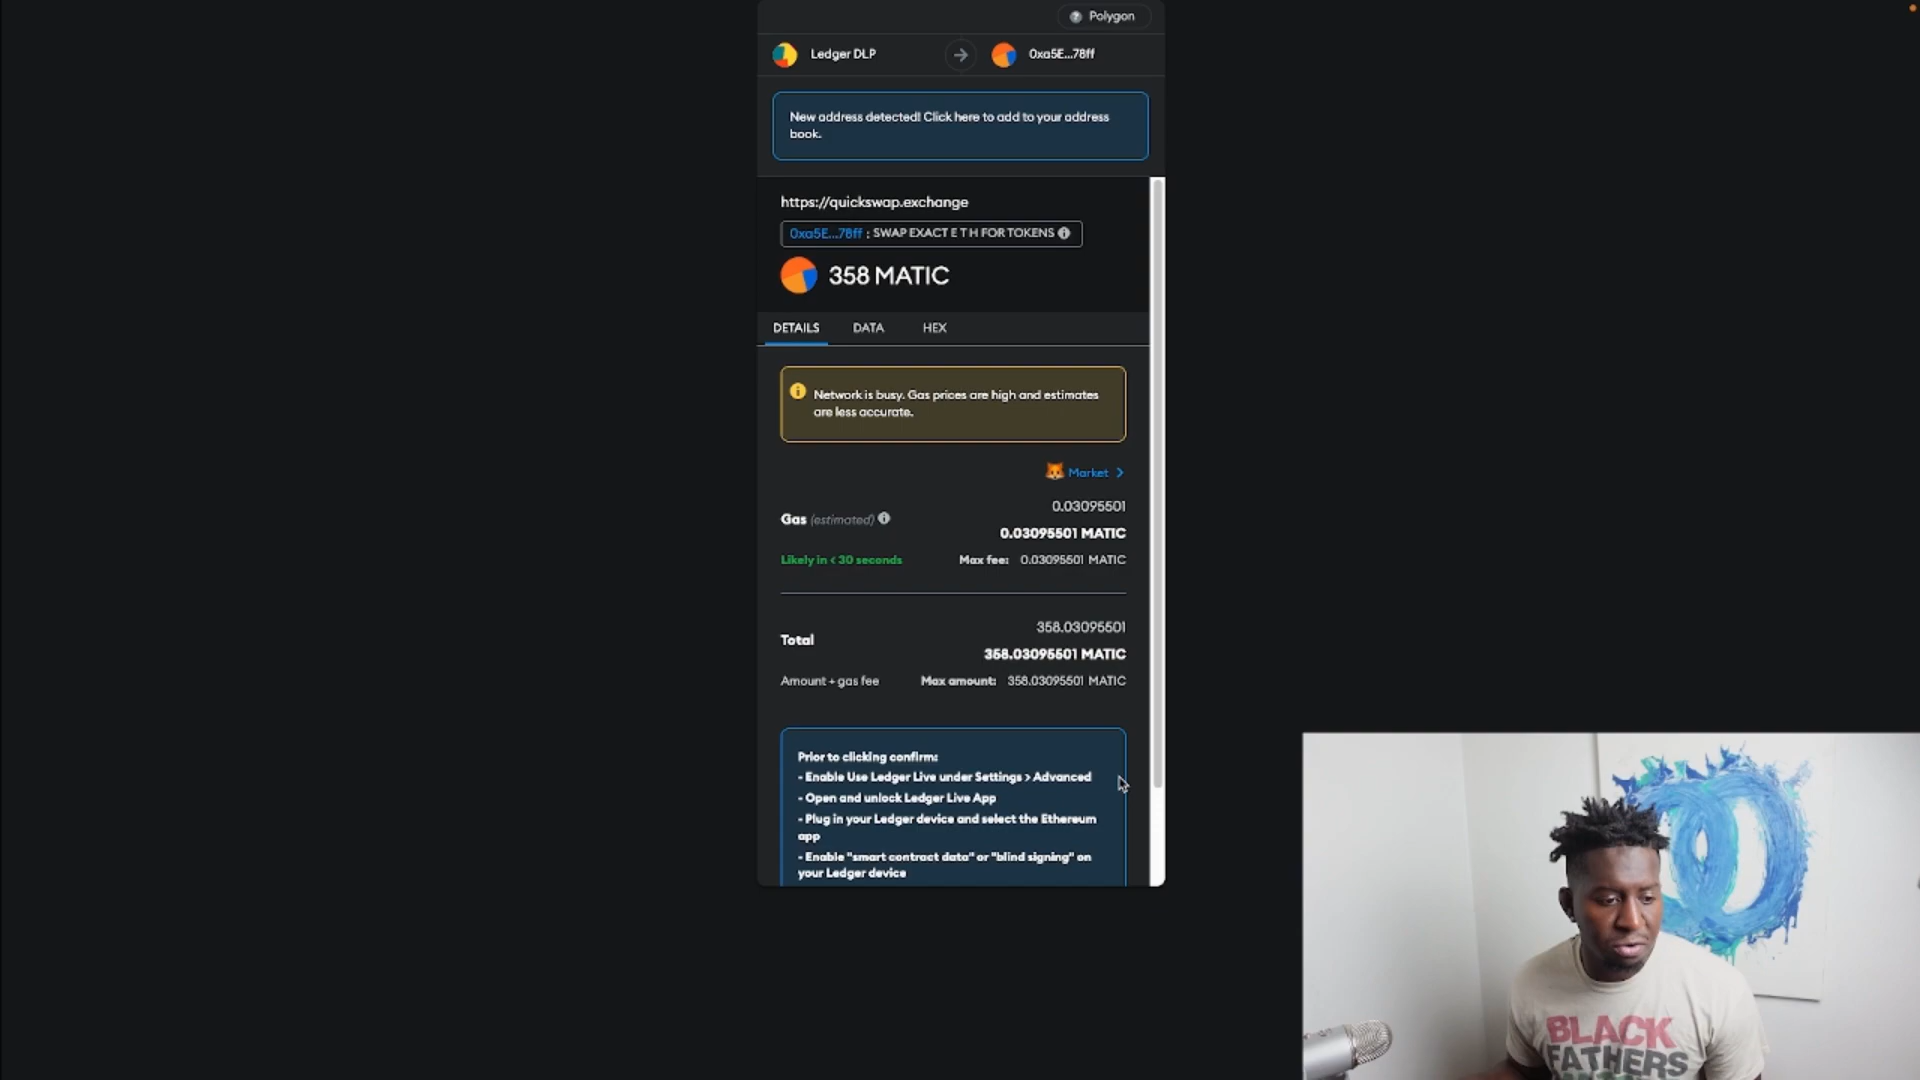 Polygon
Ledger DLP
0xa5E...78ff
New address detected! Click here to add to your address
book.
https://quickswap.exchange
0xa5E...78ff : SWAP EXACT E T H FOR TOKENS
358 MATIC
DETAILS
DATA
HEX
Network is busy. Gas prices are high and estimates
are less accurate.
Market >
0.03095501
Gas (estimated)
0.03095501 MATIC
Likely in < 30 seconds
Max fee: 0.03095501 MATIC
358.03095501
Total
358.03095501 MATIC
Amount + gas fee
Max amount: 358.03095501 MATIC
Prior to clicking confirm:
- Enable Use Ledger Live under Settings > Advanced
- Open and unlock Ledger Live App
- Plug in your Ledger device and select the Ethereum
app
- Enable "smart contract data" or "blind signing" on
your Ledger device
BLACK
FATHERS